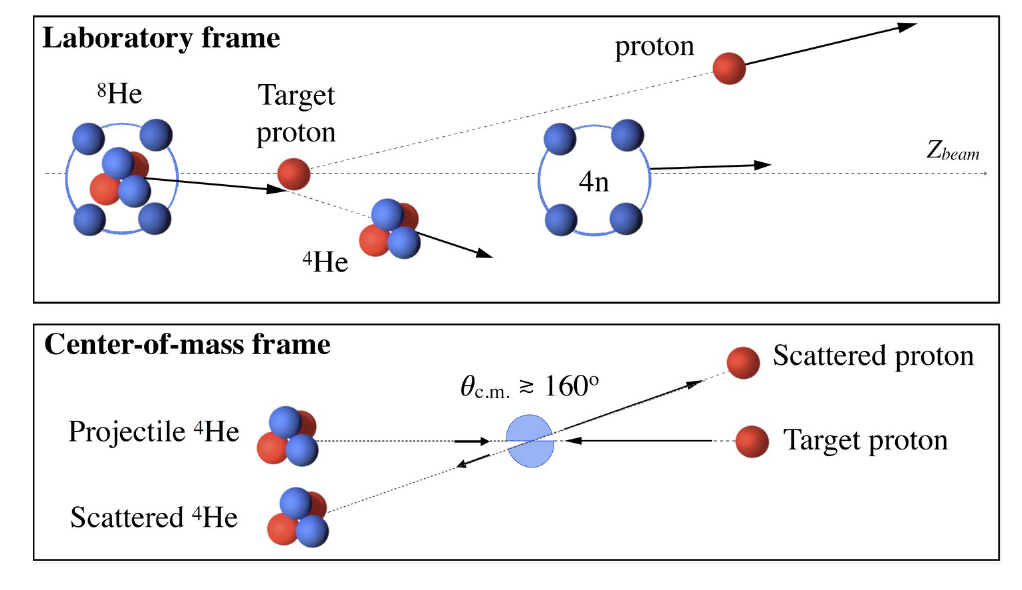 Laboratory frame
⁸He
Target
proton
proton
4n
Z_beam
⁴He
Center-of-mass frame
θ_c.m. ≳ 160°
Scattered proton
Projectile ⁴He
Target proton
Scattered ⁴He